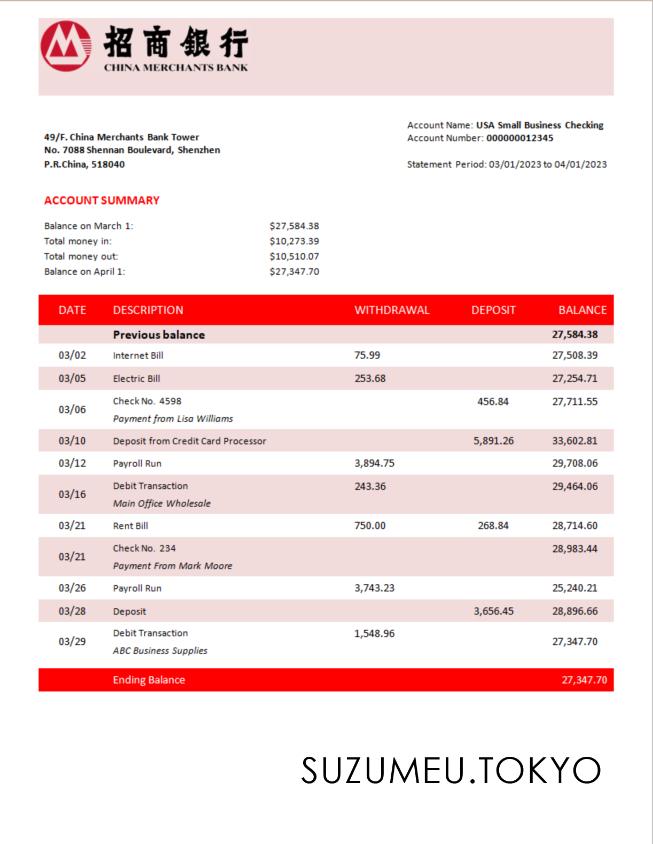 招商銀行
CHINA MERCHANTS BANK
Account Name: USA Small Business Checking
Account Number: 000000012345
49/F. China Merchants Bank Tower
No. 7088 Shennan Boulevard, Shenzhen
P.R.China, 518040
Statement Period: 03/01/2023 to 04/01/2023
ACCOUNT SUMMARY
Balance on March 1: $27,584.38
Total money in: $10,273.39
Total money out: $10,510.07
Balance on April 1: $27,347.70
DATE DESCRIPTION WITHDRAWAL DEPOSIT BALANCE
Previous balance 27,584.38
03/02 Internet Bill 75.99 27,508.39
03/05 Electric Bill 253.68 27,254.71
03/06 Check No. 4598 456.84 27,711.55
Payment from Lisa Williams
03/10 Deposit from Credit Card Processor 5,891.26 33,602.81
03/12 Payroll Run 3,894.75 29,708.06
03/16 Debit Transaction 243.36 29,464.06
Main Office Wholesale
03/21 Rent Bill 750.00 268.84 28,714.60
03/21 Check No. 234 28,983.44
Payment From Mark Moore
03/26 Payroll Run 3,743.23 25,240.21
03/28 Deposit 3,656.45 28,896.66
03/29 Debit Transaction 1,548.96 27,347.70
ABC Business Supplies
Ending Balance 27,347.70
SUZUMEU.TOKYO